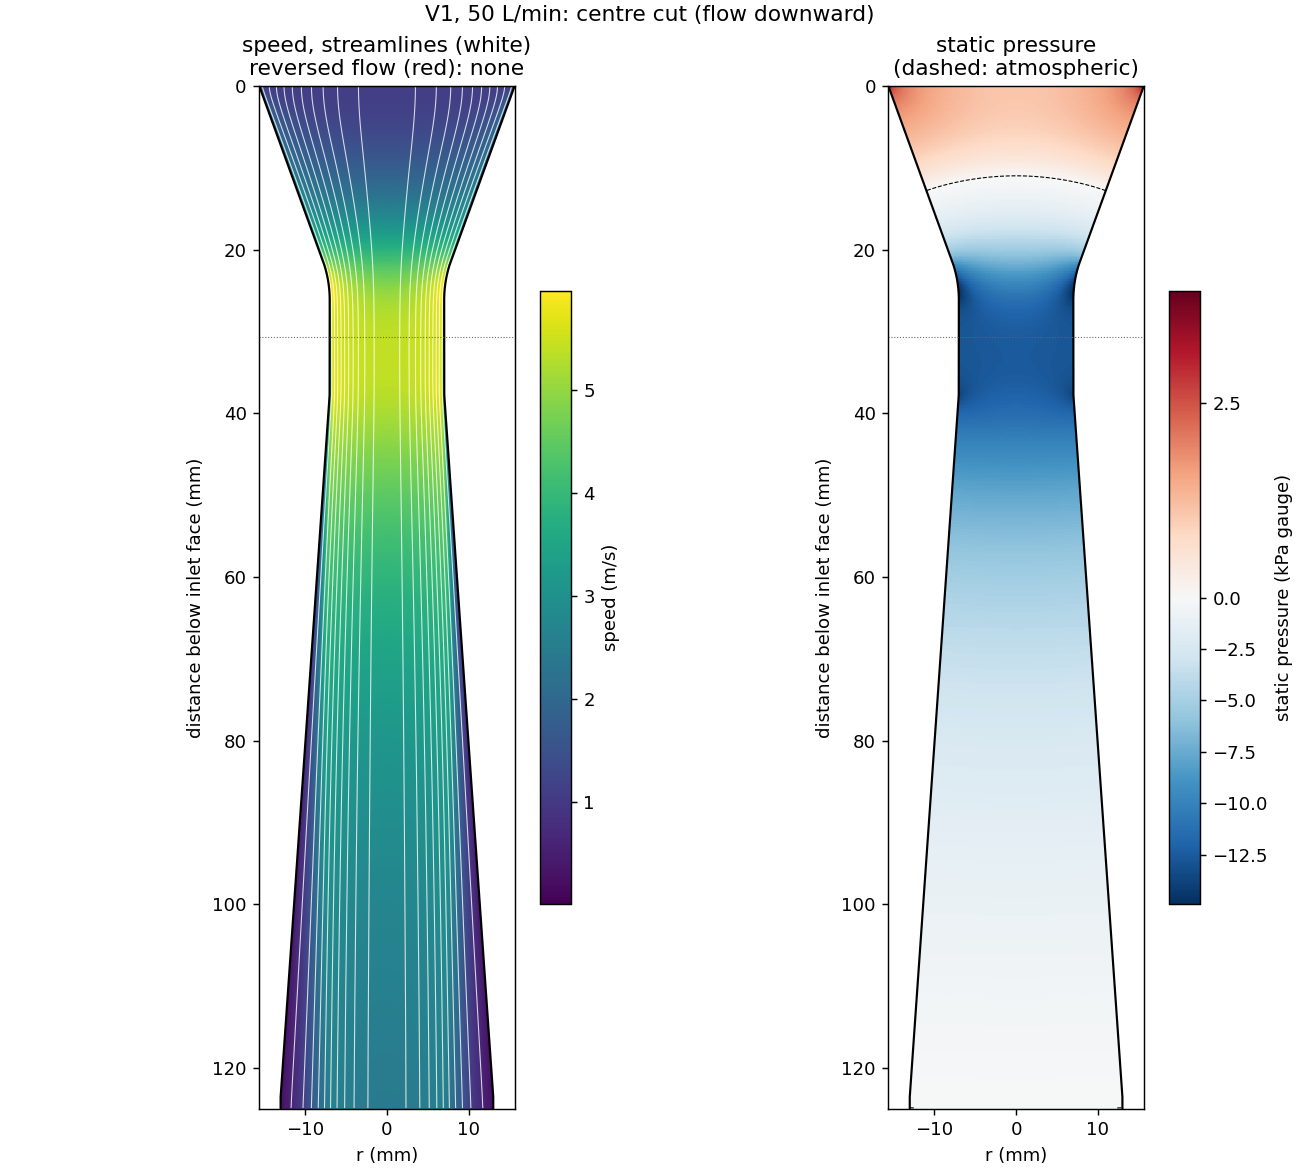 V1, 50 L/min: centre cut (flow downward)
speed, streamlines (white)
reversed flow (red): none
0
20
40
60
80
100
120
distance below inlet face (mm)
−10
0
10
r (mm)
5
4
3
2
1
speed (m/s)
static pressure
(dashed: atmospheric)
0
20
40
60
80
100
120
distance below inlet face (mm)
−10
0
10
r (mm)
2.5
0.0
−2.5
−5.0
−7.5
−10.0
−12.5
static pressure (kPa gauge)